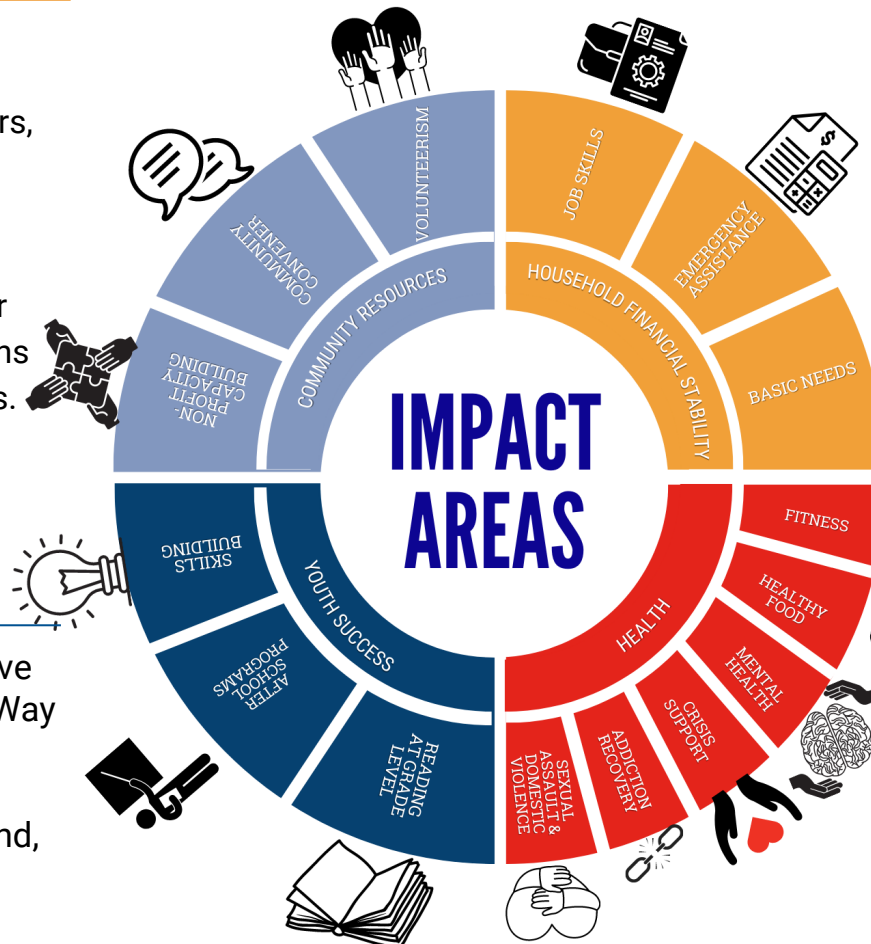 rs,
r
ns
s.
ve
Way
nd,
IMPACT
AREAS
COMMUNITY RESOURCES
NON-
PROFIT
CAPACITY
BUILDING
COMMUNITY
CONVENER
VOLUNTEERISM
HOUSEHOLD FINANCIAL STABILITY
JOB SKILLS
EMERGENCY
ASSISTANCE
$
BASIC NEEDS
HEALTH
FITNESS
HEALTHY
FOOD
MENTAL
HEALTH
CRISIS
SUPPORT
ADDICTION
RECOVERY
SEXUAL
ASSAULT &
DOMESTIC
VIOLENCE
YOUTH SUCCESS
READING
AT GRADE
LEVEL
AFTER
SCHOOL
PROGRAMS
SKILLS
BUILDING